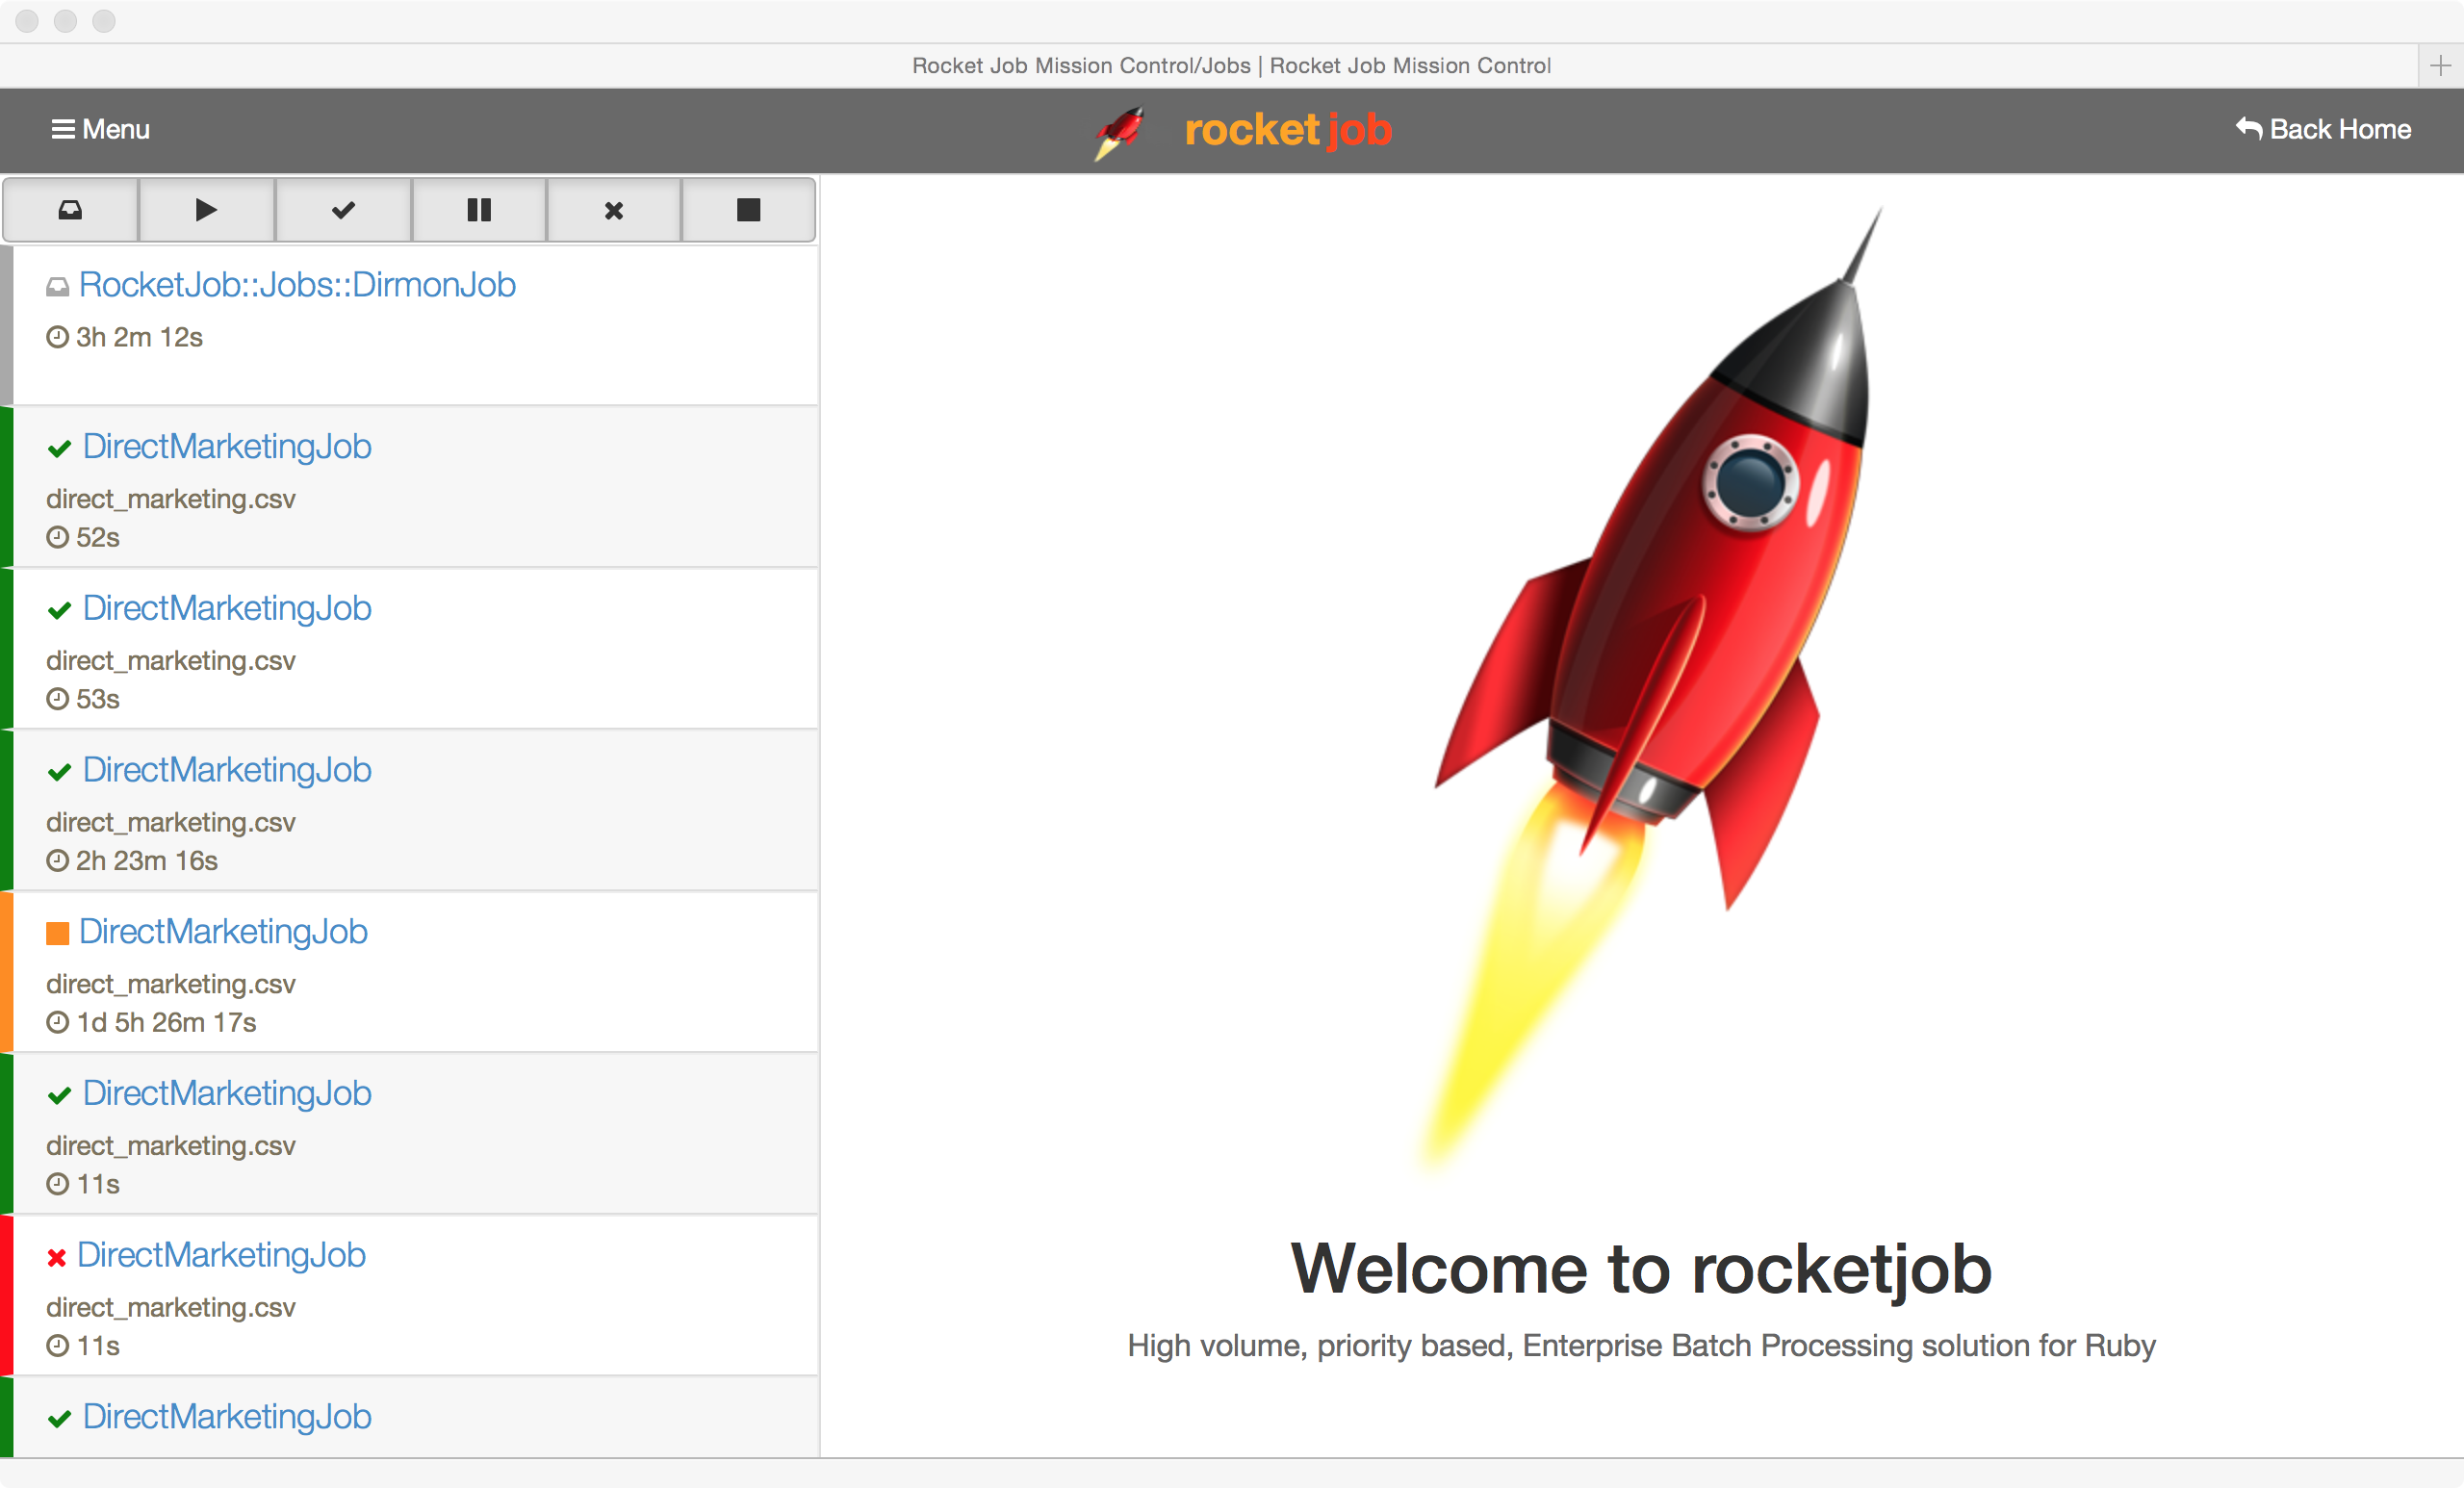 Rocket Job Mission Control/Jobs | Rocket Job Mission Control
Menu
rocketjob
Back Home
RocketJob::Jobs::DirmonJob
3h 2m 12s
DirectMarketingJob
direct_marketing.csv
52s
DirectMarketingJob
direct_marketing.csv
53s
DirectMarketingJob
direct_marketing.csv
2h 23m 16s
DirectMarketingJob
direct_marketing.csv
1d 5h 26m 17s
DirectMarketingJob
direct_marketing.csv
11s
DirectMarketingJob
direct_marketing.csv
11s
DirectMarketingJob
Welcome to rocketjob
High volume, priority based, Enterprise Batch Processing solution for Ruby